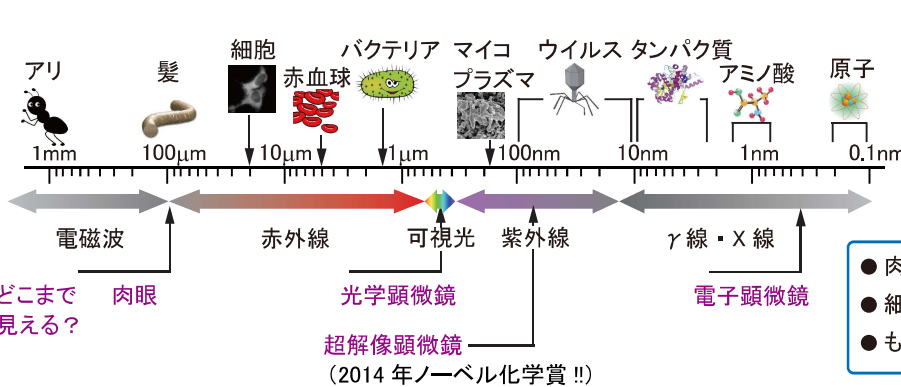 アリ
髪
細胞
赤血球
バクテリア
マイコ
プラズマ
ウイルス
タンパク質
アミノ酸
原子
1mm
100μm
10μm
1μm
100nm
10nm
1nm
0.1nm
電磁波
赤外線
可視光
紫外線
γ線・X線
どこまで
見える？
肉眼
光学顕微鏡
電子顕微鏡
超解像顕微鏡
（2014 年ノーベル化学賞 !!）
● 肉
● 細
● も